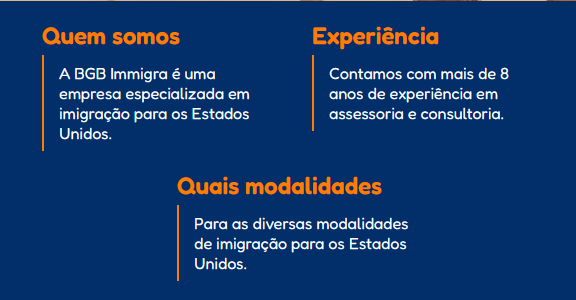 Quem somos
A BGB Immigra é uma
empresa especializada em
imigração para os Estados
Unidos.
Experiência
Contamos com mais de 8
anos de experiência em
assessoria e consultoria.
Quais modalidades
Para as diversas modalidades
de imigração para os Estados
Unidos.